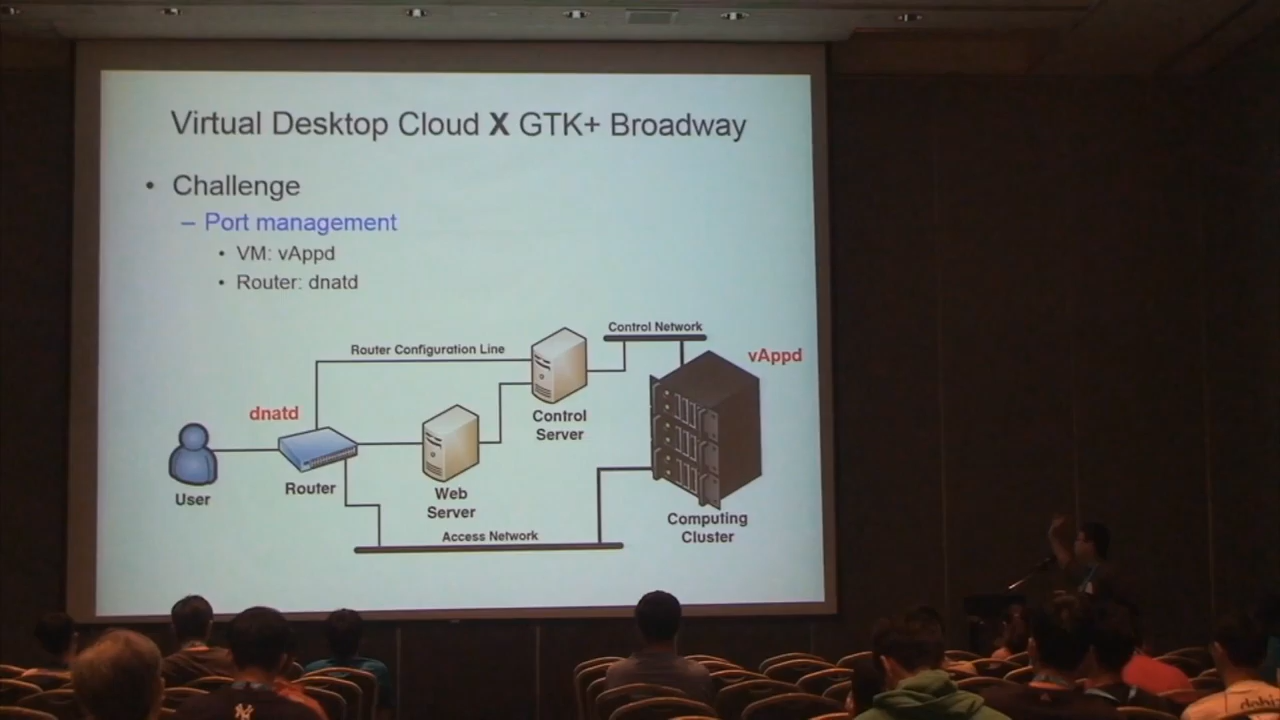 Virtual Desktop Cloud X GTK+ Broadway
• Challenge
– Port management
• VM: vAppd
• Router: dnatd
Control Network
Router Configuration Line
vAppd
dnatd
Control
Server
User
Router
Web
Server
Computing
Cluster
Access Network
NY